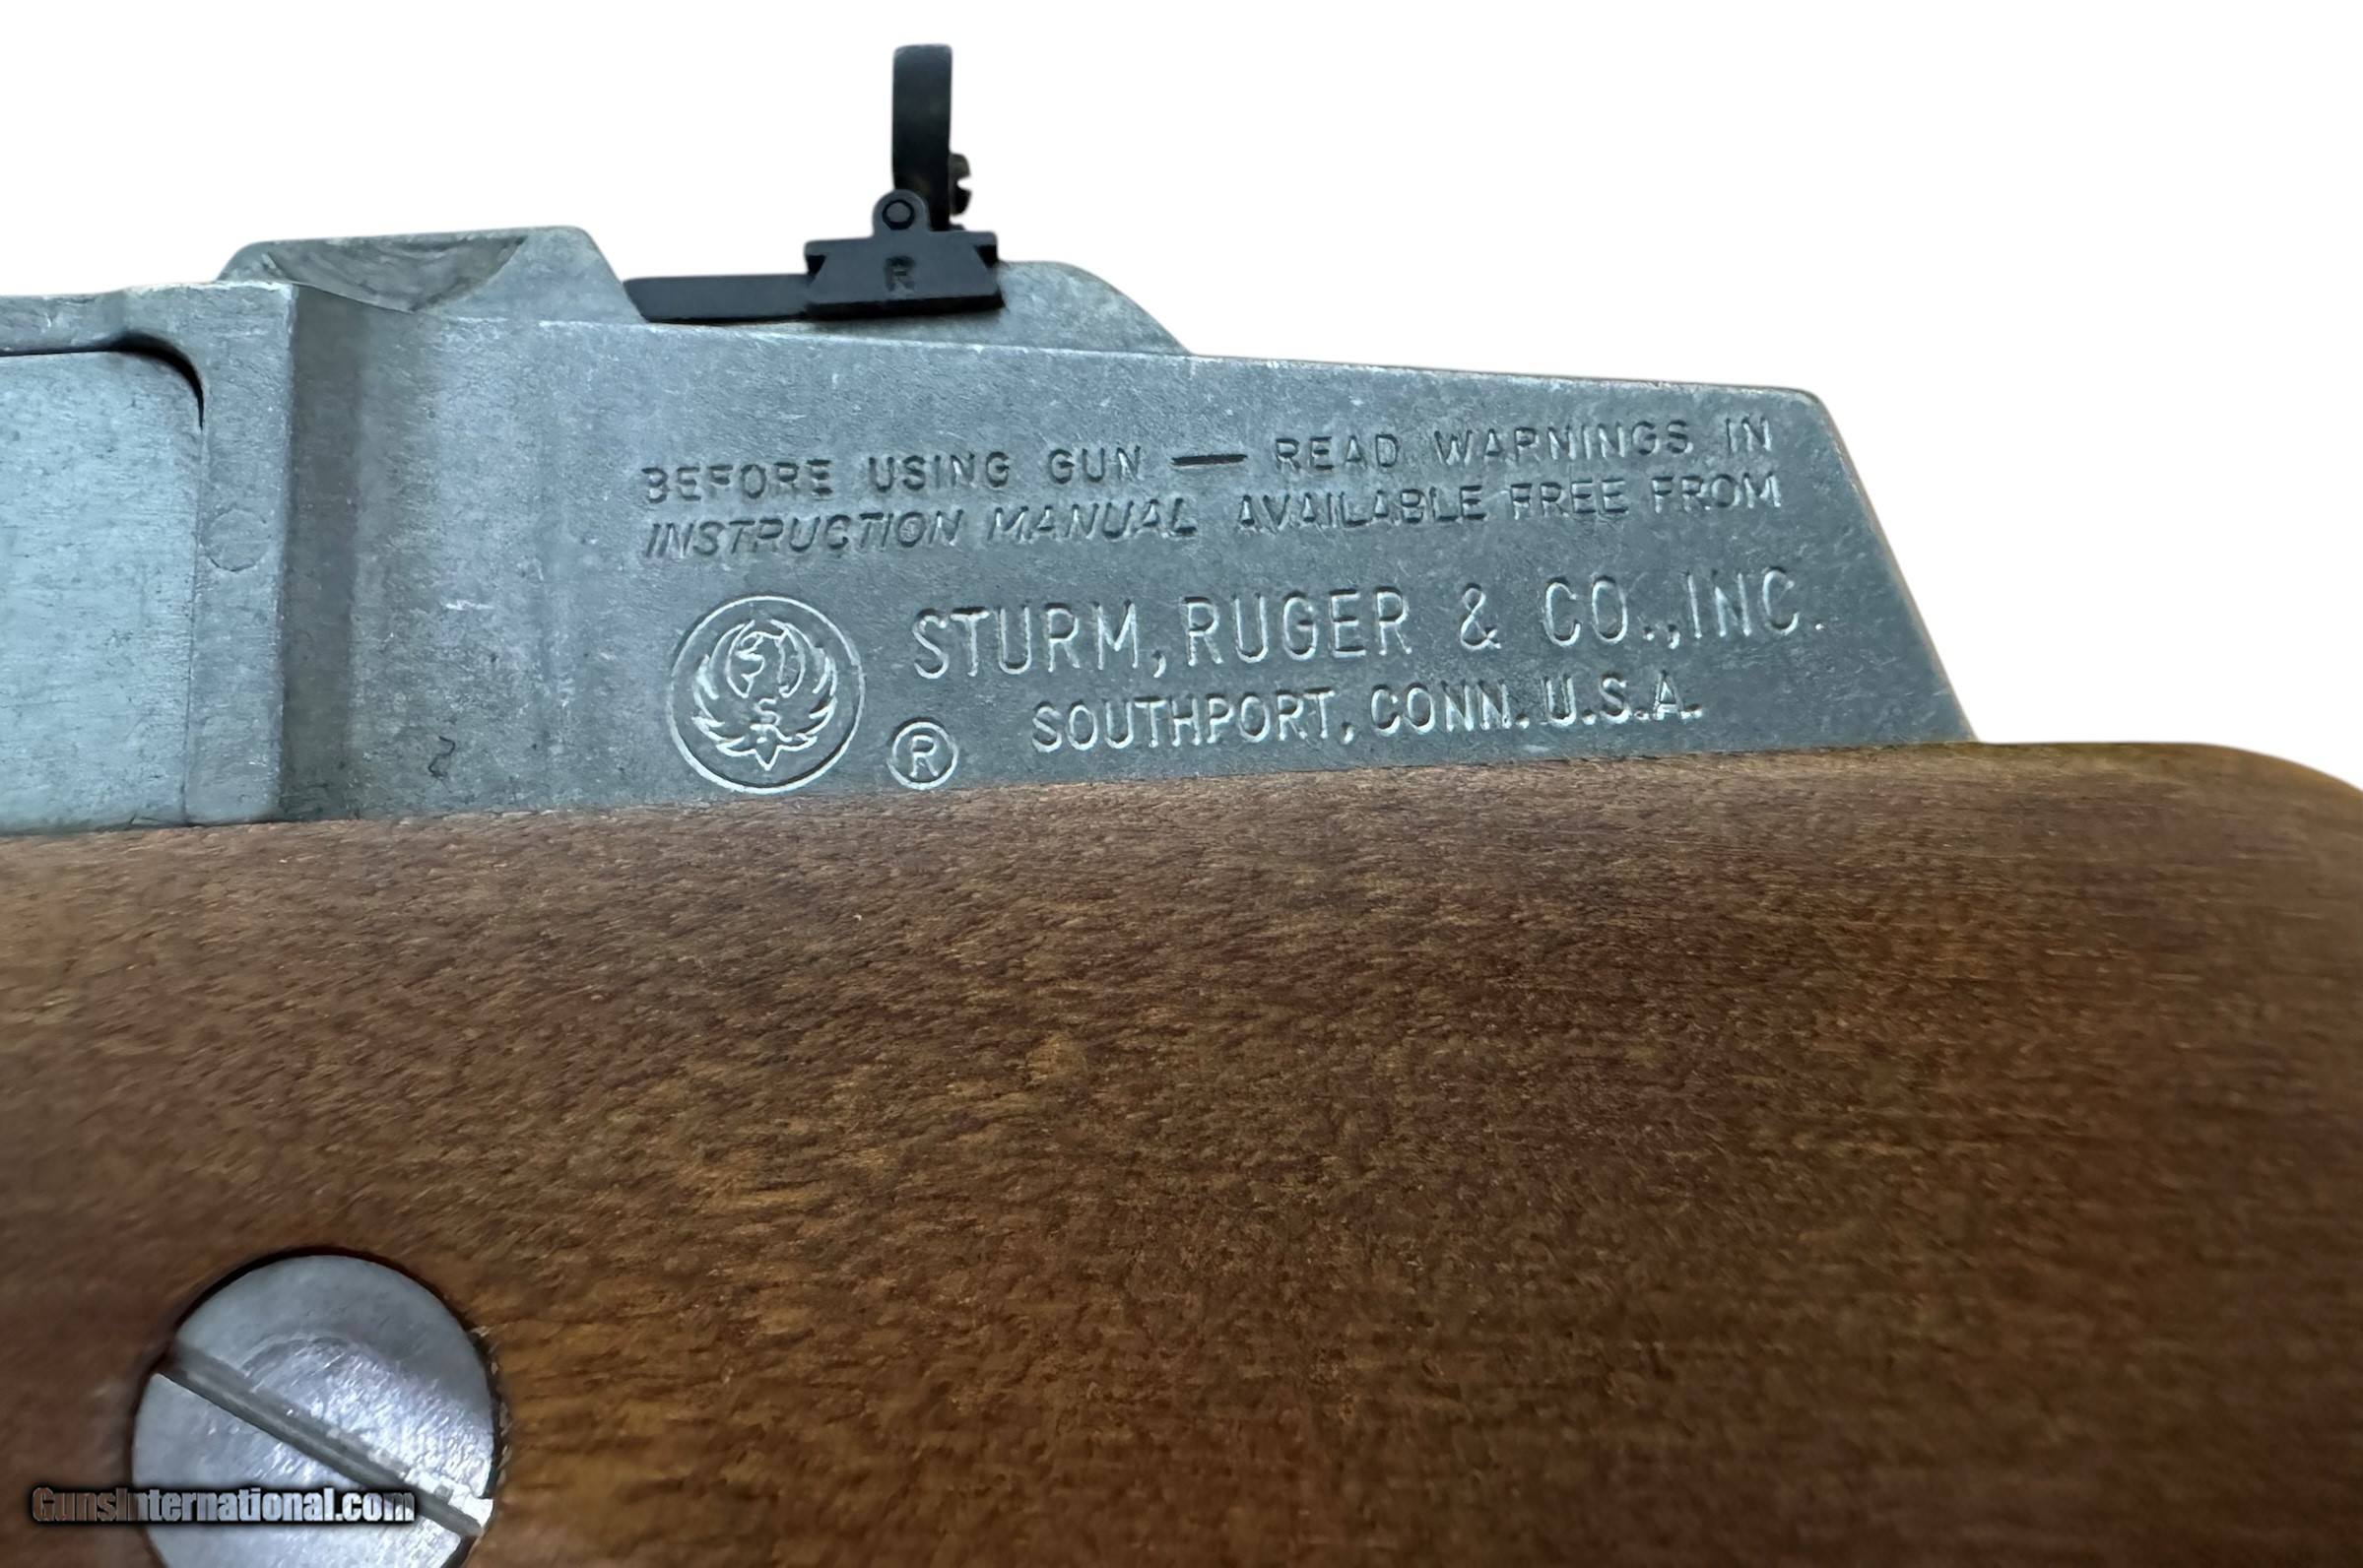 R
BEFORE USING GUN — READ WARNINGS IN
INSTRUCTION MANUAL AVAILABLE FREE FROM
STURM, RUGER & CO., INC.
® SOUTHPORT, CONN. U.S.A.
GunsInternational.com